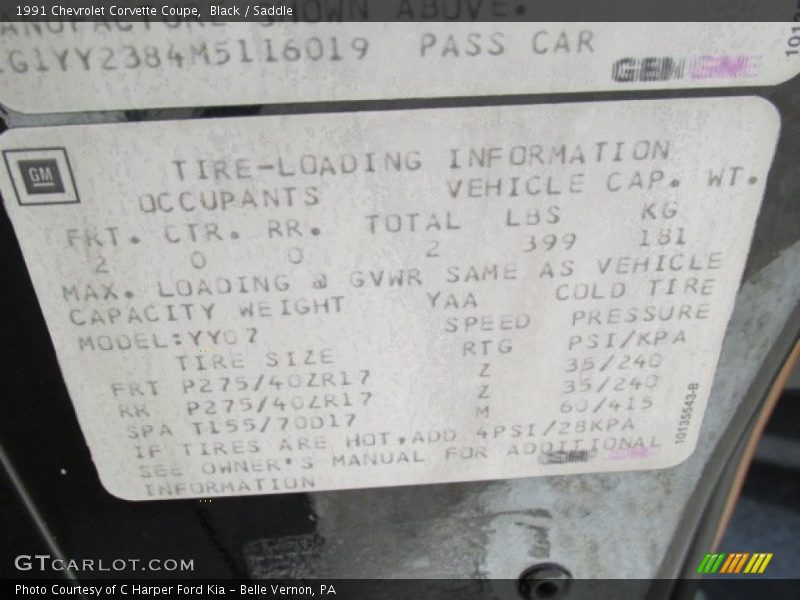 1991 Chevrolet Corvette Coupe, Black / Saddle
SHOWN ABOVE.
G1YY2384M5116019 PASS CAR
GM
TIRE-LOADING INFORMATION
OCCUPANTS VEHICLE CAP. WT.
FRT. CTR. RR. TOTAL LBS KG
2 0 0 2 399 181
MAX. LOADING @ GVWR SAME AS VEHICLE
CAPACITY WEIGHT YAA COLD TIRE
MODEL:YY07 SPEED PRESSURE
TIRE SIZE RTG PSI/KPA
FRT P275/40ZR17 Z 35/240
RR P275/40ZR17 Z 35/240
SPA T155/70D17 M 60/415
IF TIRES ARE HOT,ADD 4PSI/28KPA
SEE OWNER'S MANUAL FOR ADDITIONAL
INFORMATION
10135643-B
GTCARLOT.COM
Photo Courtesy of C Harper Ford Kia - Belle Vernon, PA